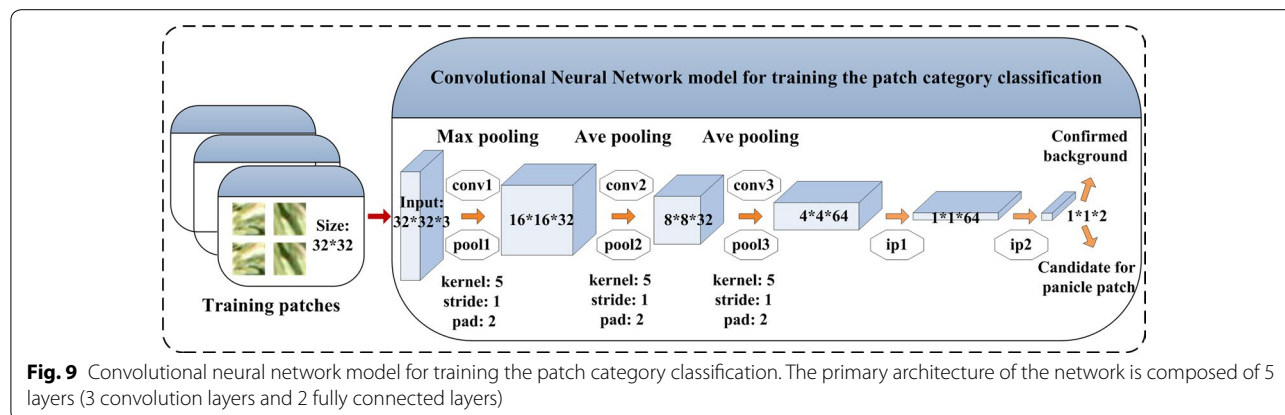 Convolutional Neural Network model for training the patch category classification
Max pooling
Ave pooling
Ave pooling
Size:
32*32
Training patches
Input:
32*32*3
conv1
pool1
kernel: 5
stride: 1
pad: 2
16*16*32
conv2
pool2
kernel: 5
stride: 1
pad: 2
8*8*32
conv3
pool3
kernel: 5
stride: 1
pad: 2
4*4*64
ip1
1*1*64
ip2
1*1*2
Confirmed
background
Candidate for
panicle patch
Fig. 9 Convolutional neural network model for training the patch category classification. The primary architecture of the network is composed of 5
layers (3 convolution layers and 2 fully connected layers)